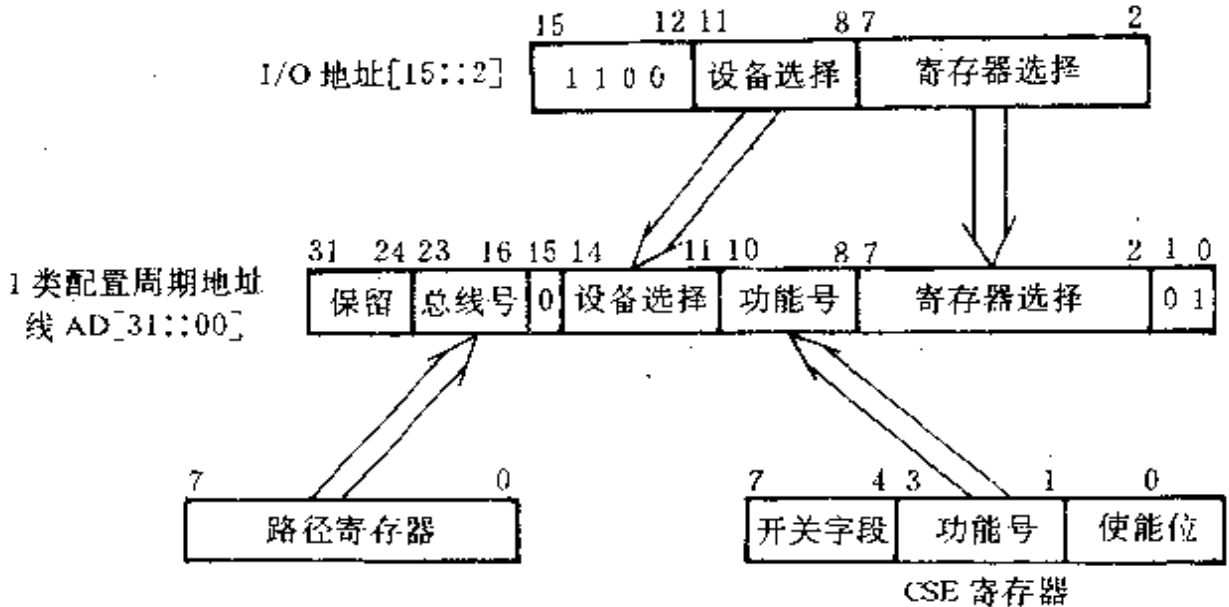 15 12 11 8 7 2
I/O 地址[15::2] 1 1 0 0 设备选择 寄存器选择
31 24 23 16 15 14 11 10 8 7 2 1 0
1 类配置周期地址
线 AD[31::00] 保留 总线号 0 设备选择 功能号 寄存器选择 0 1
7 0 7 4 3 1 0
路径寄存器 开关字段 功能号 使能位
CSE 寄存器